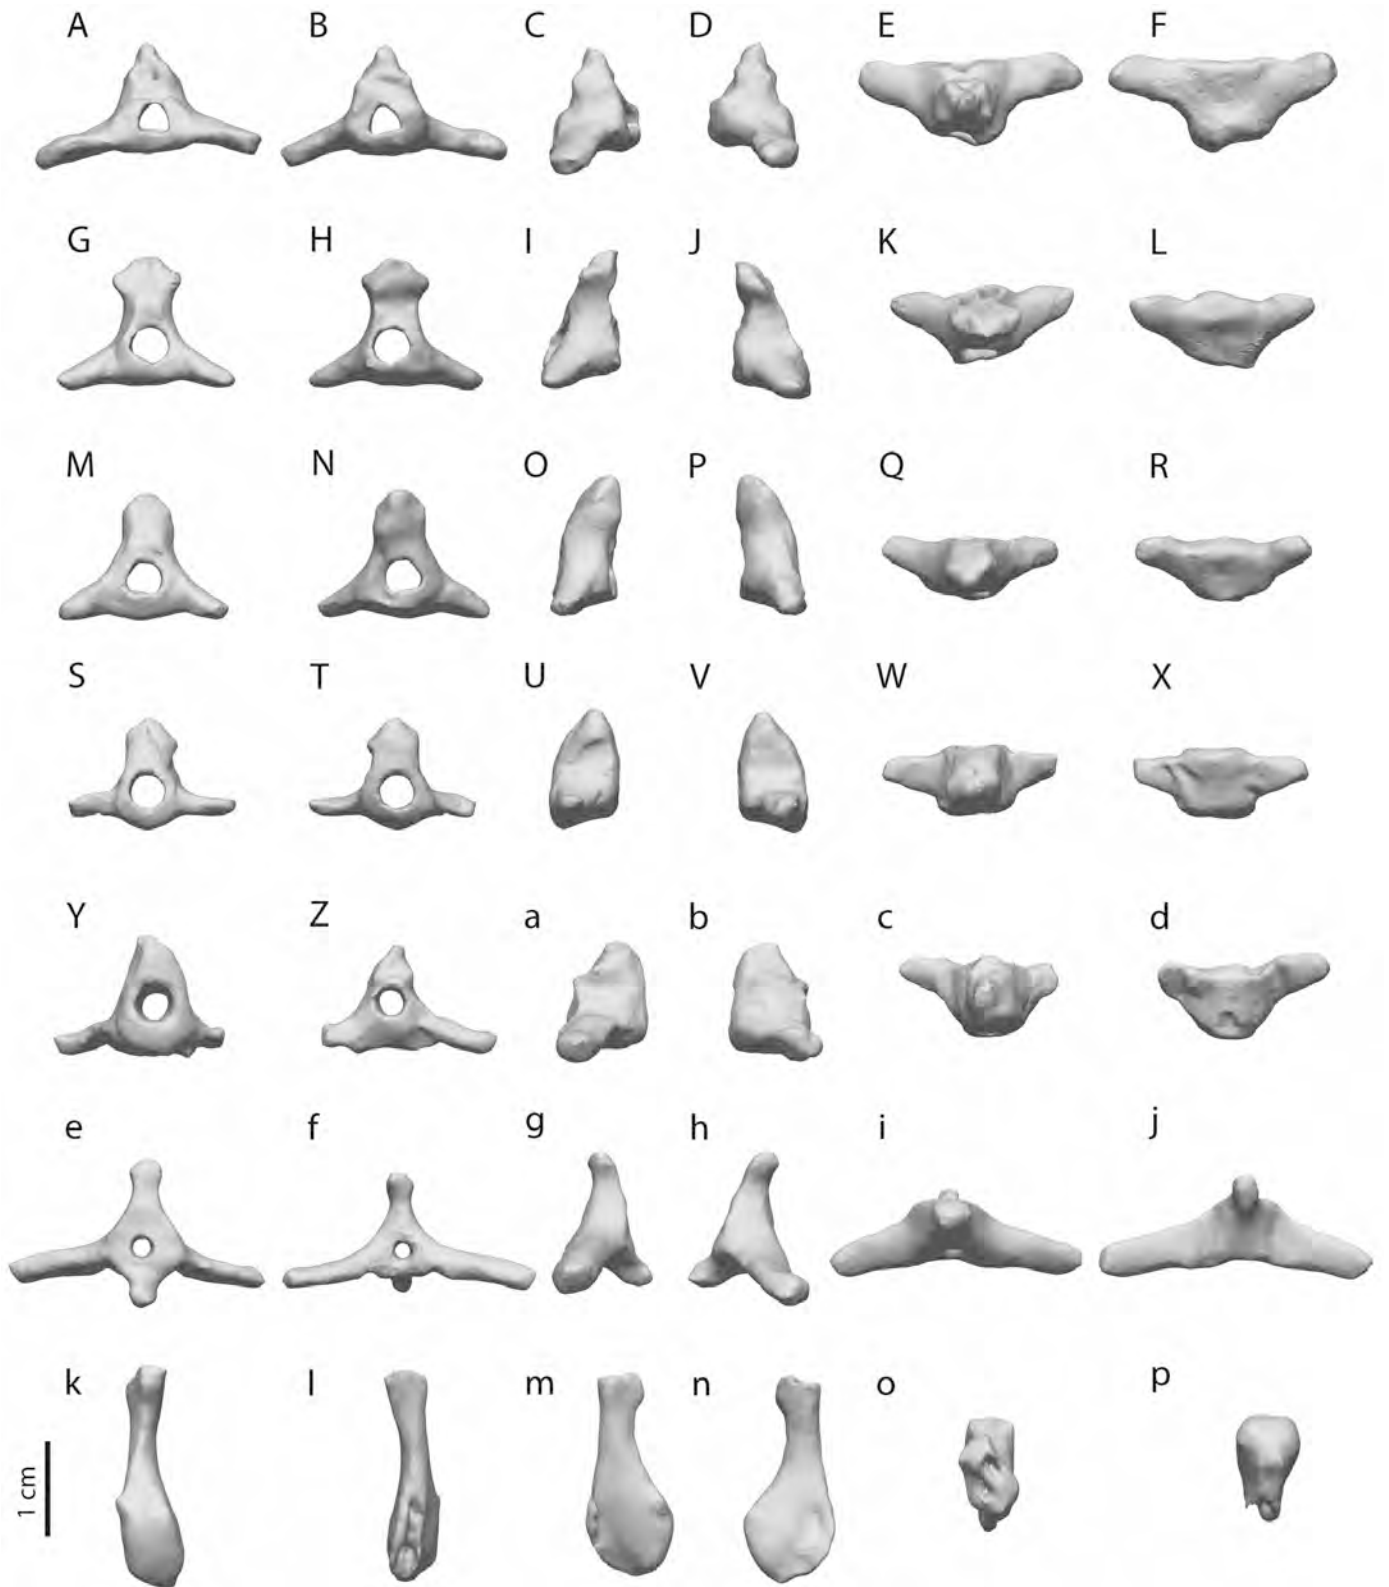 A B C D E F
G H I J K L
M N O P Q R
S T U V W X
Y Z a b c d
e f g h i j
k l m n o p
1 cm